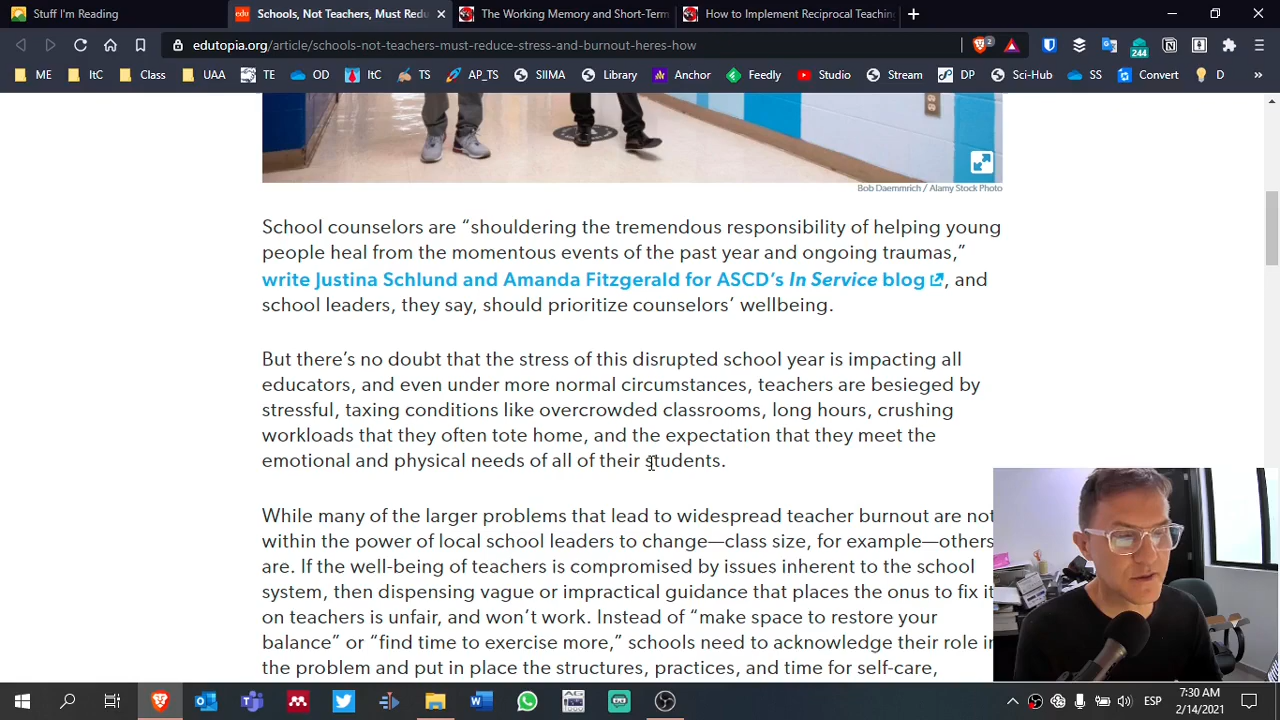 Stuff I'm Reading
Schools, Not Teachers, Must Redu
The Working Memory and Short-Term
How to Implement Reciprocal Teaching
edutopia.org/article/schools-not-teachers-must-reduce-stress-and-burnout-heres-how
2
244
ME
ItC
Class
UAA
TE
OD
ItC
TS
AP_TS
SIIMA
Library
Anchor
Feedly
Studio
Stream
DP
Sci-Hub
SS
Convert
D
»
Bob Daemmrich / Alamy Stock Photo
School counselors are “shouldering the tremendous responsibility of helping young
people heal from the momentous events of the past year and ongoing traumas,”
write Justina Schlund and Amanda Fitzgerald for ASCD’s In Service blog, and
school leaders, they say, should prioritize counselors’ wellbeing.
But there’s no doubt that the stress of this disrupted school year is impacting all
educators, and even under more normal circumstances, teachers are besieged by
stressful, taxing conditions like overcrowded classrooms, long hours, crushing
workloads that they often tote home, and the expectation that they meet the
emotional and physical needs of all of their students.
While many of the larger problems that lead to widespread teacher burnout are not
within the power of local school leaders to change—class size, for example—others
are. If the well-being of teachers is compromised by issues inherent to the school
system, then dispensing vague or impractical guidance that places the onus to fix it
on teachers is unfair, and won’t work. Instead of “make space to restore your
balance” or “find time to exercise more,” schools need to acknowledge their role in
the problem and put in place the structures, practices, and time for self-care,
ESP
7:30 AM
2/14/2021